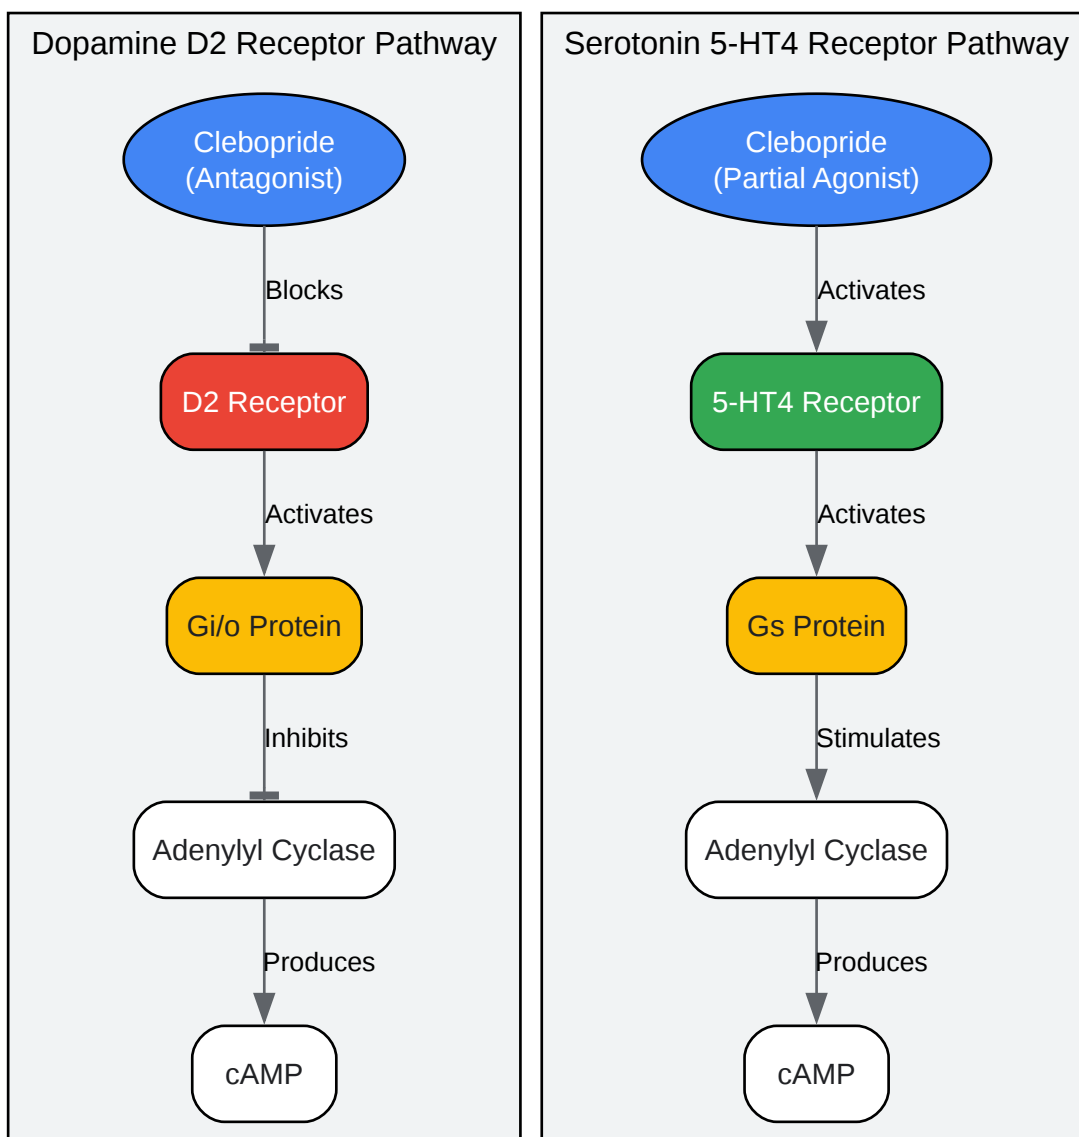 Dopamine D2 Receptor Pathway
Clebopride
(Antagonist)
Blocks
D2 Receptor
Activates
Gi/o Protein
Inhibits
Adenylyl Cyclase
Produces
cAMP
Serotonin 5-HT4 Receptor Pathway
Clebopride
(Partial Agonist)
Activates
5-HT4 Receptor
Activates
Gs Protein
Stimulates
Adenylyl Cyclase
Produces
cAMP